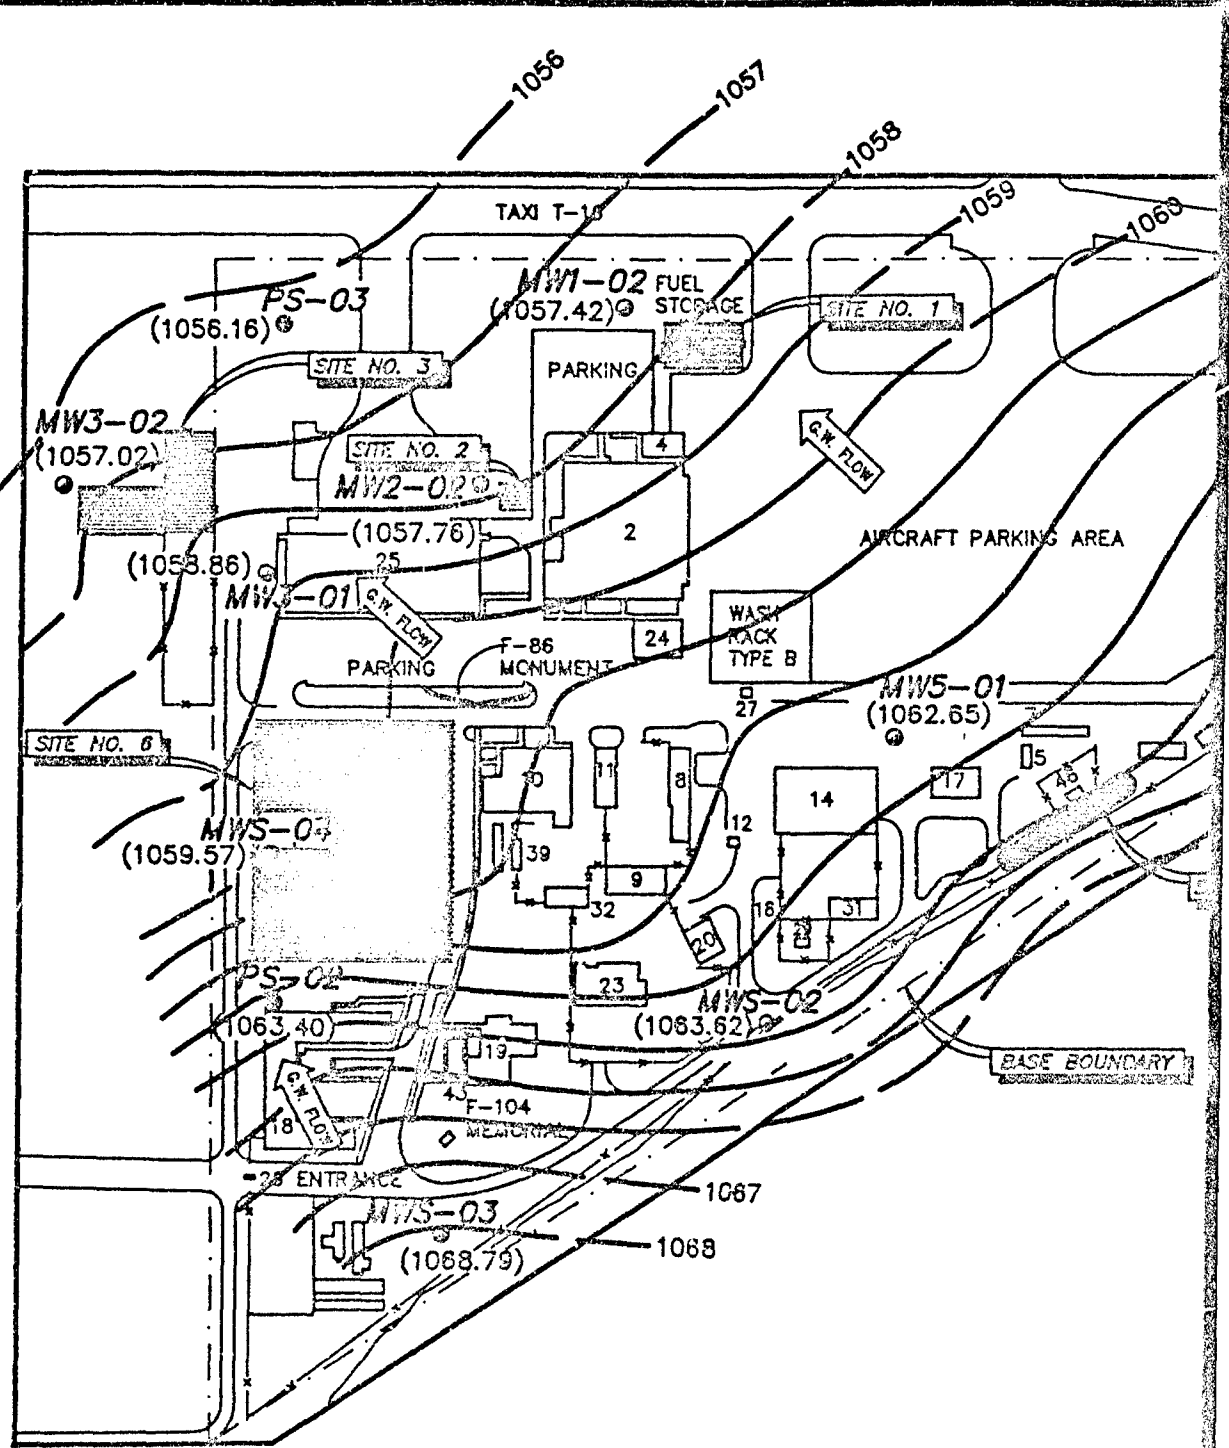 1056
1057
1058
1059
1060
TAXI T-10
MW1-02
(1057.42)
FUEL
STORAGE
PS-03
(1056.16)
SITE NO. 1
SITE NO. 3
PARKING
MW3-02
(1057.02)
SITE NO. 2
4
G.W. FLOW
MW2-02
(1057.76)
2
AIRCRAFT PARKING AREA
25
MW3-01
G.W. FLOW
WASH
RACK
TYPE B
24
F-86
MONUMENT
PARKING
27
MW5-01
(1062.65)
SITE NO. 6
5
46
17
10
11
8
14
12
(1059.57)
39
9
32
16
31
20
23
PS-02
(1063.40)
MWS-02
(1063.62)
19
BASE BOUNDARY
G.W. FLOW
43
18
F-104
MEMORIAL
ENTRANCE
1067
MWS-03
(1068.79)
1068